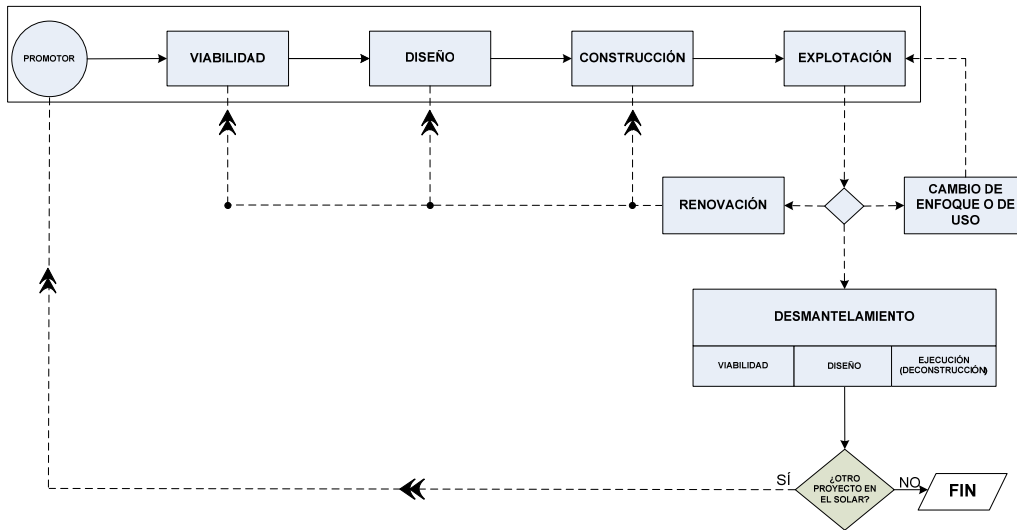 PROMOTOR
VIABILIDAD
DISEÑO
CONSTRUCCIÓN
EXPLOTACIÓN
RENOVACIÓN
CAMBIO DE
ENFOQUE O DE
USO
DESMANTELAMIENTO
VIABILIDAD
DISEÑO
EJECUCIÓN
(DECONSTRUCCIÓN)
SÍ
¿OTRO
PROYECTO EN
EL SOLAR?
NO
FIN